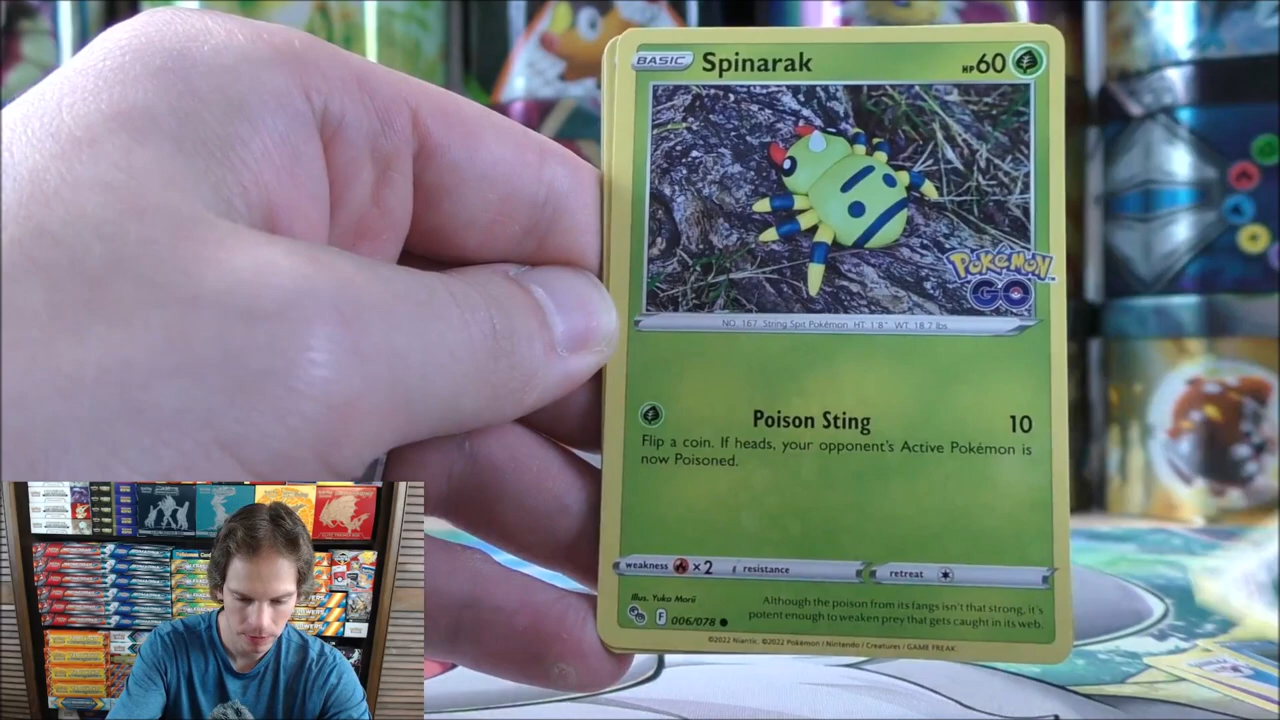 BASIC Spinarak HP60
POKéMON
GO
NO. 167 String Spit Pokémon HT 1'8" WT 18.7 lbs.
Poison Sting 10
Flip a coin. If heads, your opponent's Active Pokémon is
now Poisoned.
weakness ×2 resistance retreat
Illus. Yuka Morii
F 006/078
Although the poison from its fangs isn't that strong, it's
potent enough to weaken prey that gets caught in its web.
©2022 Niantic. ©2022 Pokémon / Nintendo / Creatures / GAME FREAK.